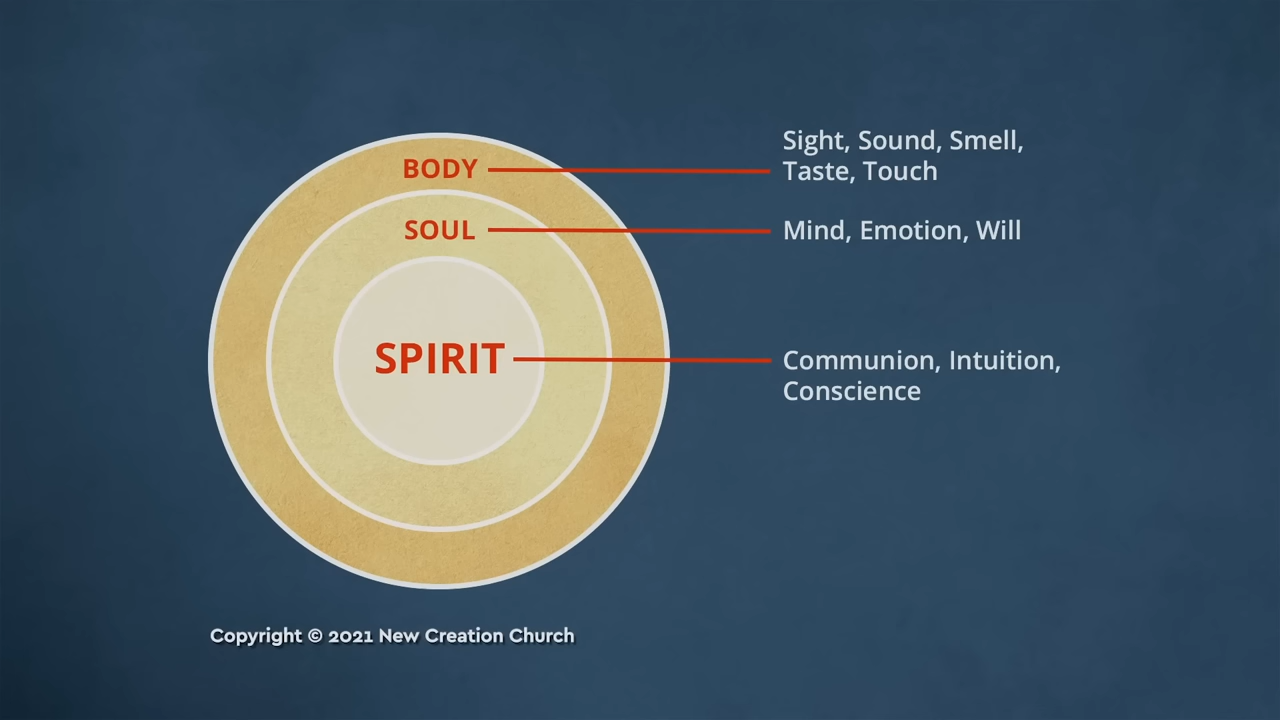 BODY
Sight, Sound, Smell,
Taste, Touch
SOUL
Mind, Emotion, Will
SPIRIT
Communion, Intuition,
Conscience
Copyright © 2021 New Creation Church